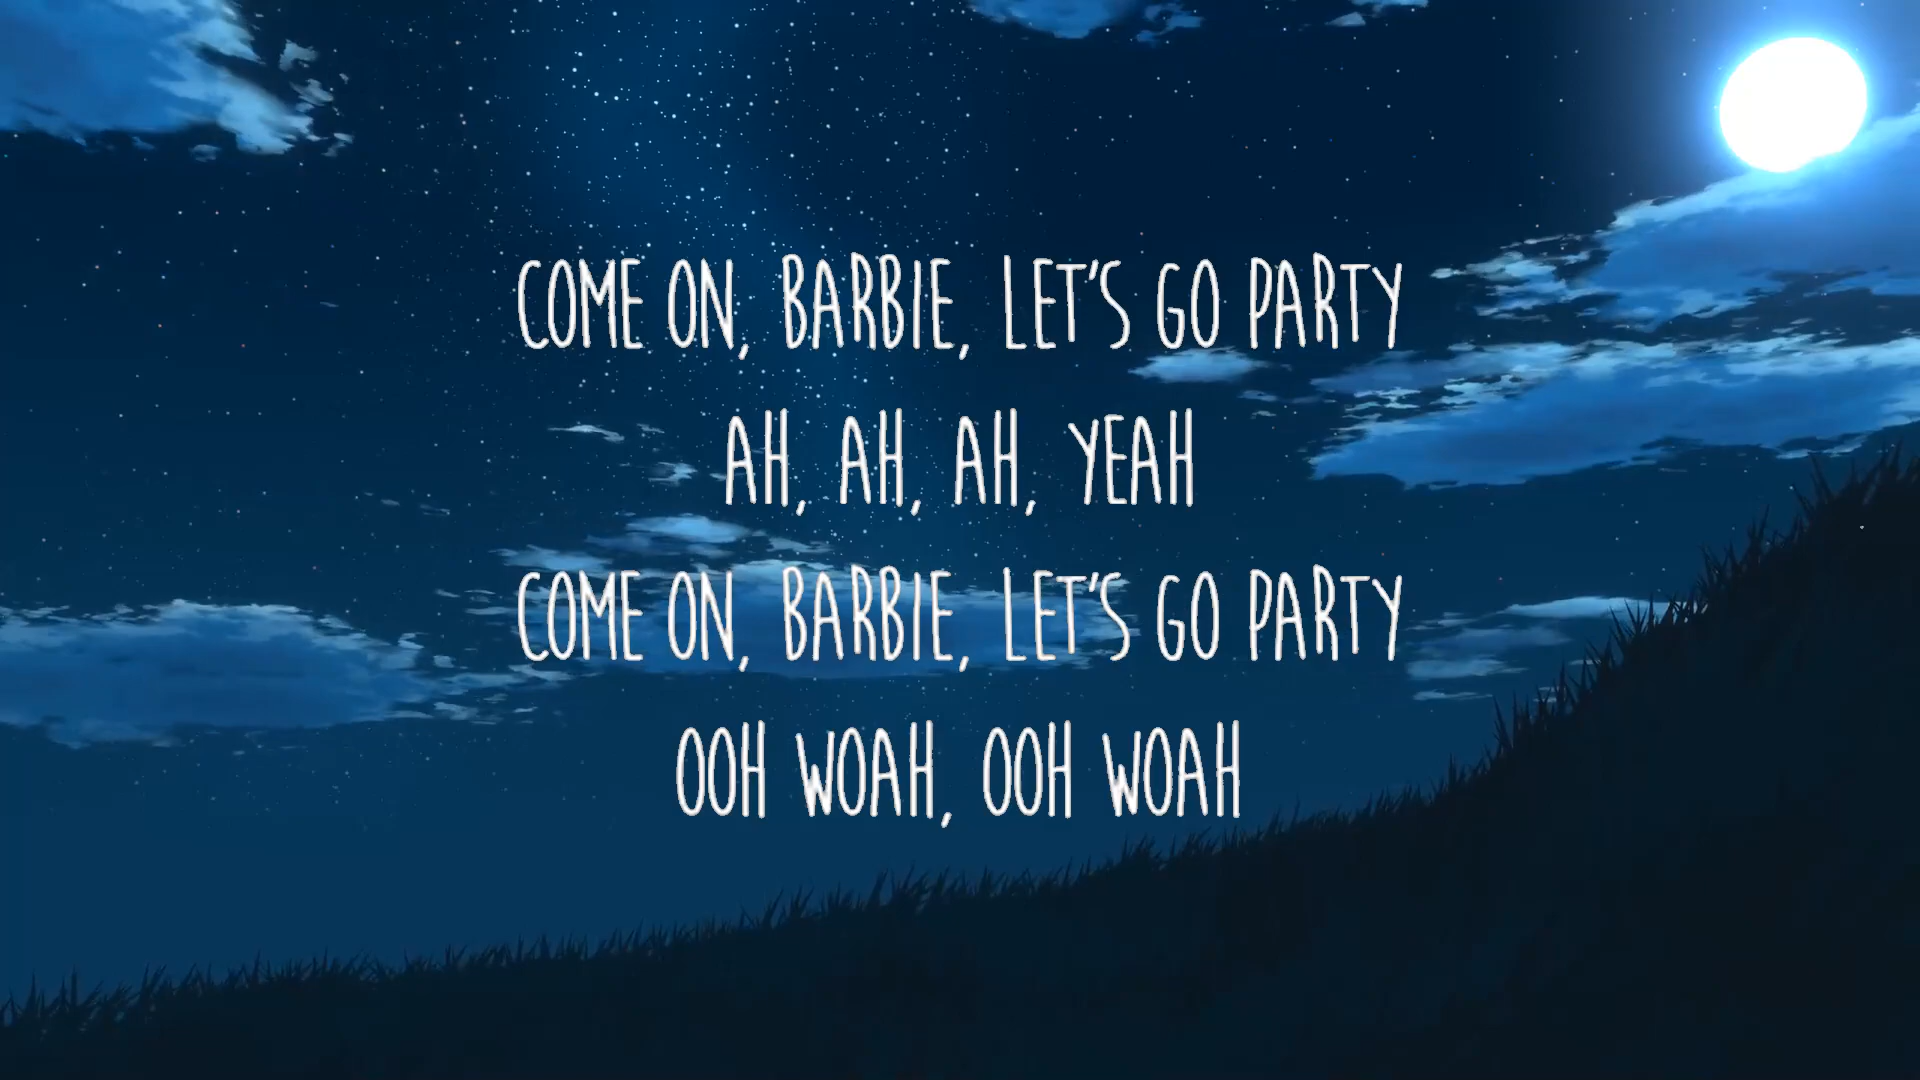 COME ON, BARBIE, LET'S GO PARTY
AH, AH, AH, YEAH
COME ON, BARBIE, LET'S GO PARTY
OOH WOAH, OOH WOAH